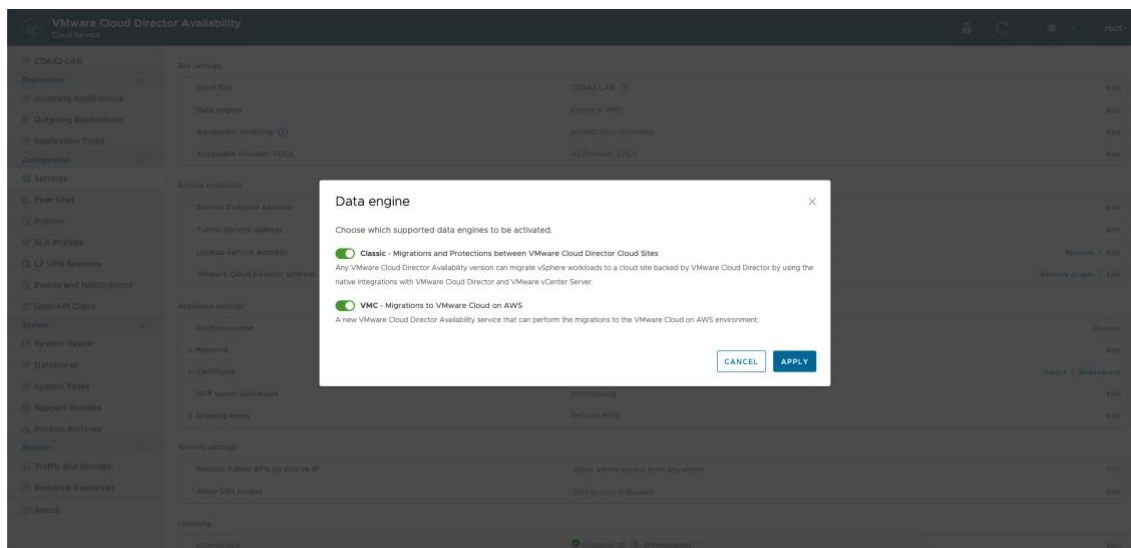 VMware Cloud Director Availability
Cloud Service
root
CDA42-LAB
Site settings
Replications
Local Site
CDA42-LAB
Edit
Incoming Replications
Data engine
Classic + VMC
Edit
Outgoing Replications
Bandwidth Throttling
Edit
Replication Tasks
Accessible Provider VDCs
All Provider VDCs
Edit
Configuration
Settings
Service endpoints
Peer Sites
Service Endpoint address
Edit
Policies
Tunnel Service address
Edit
SLA Profiles
Lookup Service Address
Remove | Edit
L2 VPN Sessions
VMware Cloud Director address
Edit
Events and Notifications
OpenAPI Client
Appliance settings
System
Root password
Change
System Health
Network
Edit
Datastores
Certificate
Import | Regenerate
System Tasks
NTP server addresses
Edit
Support Bundles
Logging levels
Default: INFO
Edit
Backup Archives
Reports
Security settings
Traffic and Storage
Restrict Admin APIs by source IP
Allow admin access from anywhere
Edit
Required Resources
Allow SSH access
SSH access is allowed
Edit
About
Licensing
License key
Edit
Data engine
Choose which supported data engines to be activated.
Classic - Migrations and Protections between VMware Cloud Director Cloud Sites
Any VMware Cloud Director Availability version can migrate vSphere workloads to a cloud site backed by VMware Cloud Director by using the
native integrations with VMware Cloud Director and VMware vCenter Server.
VMC - Migrations to VMware Cloud on AWS
A new VMware Cloud Director Availability service that can perform the migrations to the VMware Cloud on AWS environment.
CANCEL
APPLY